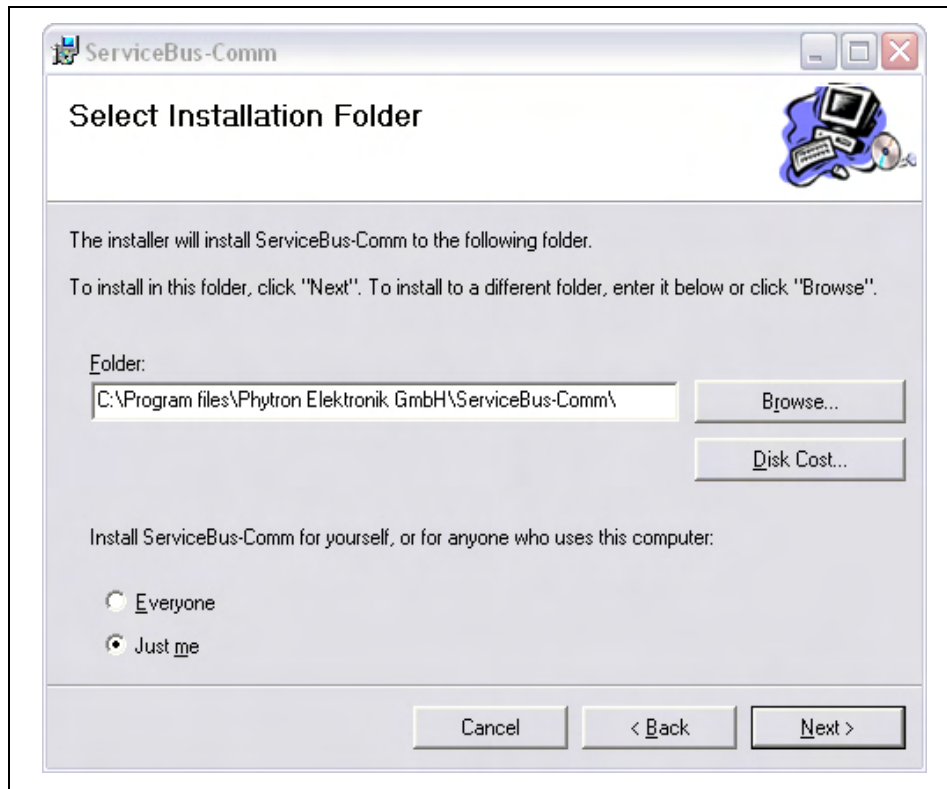 ServiceBus-Comm
Select Installation Folder
The installer will install ServiceBus-Comm to the following folder.
To install in this folder, click "Next". To install to a different folder, enter it below or click "Browse".
Folder:
C:\Program files\Phytron Elektronik GmbH\ServiceBus-Comm\
Browse...
Disk Cost...
Install ServiceBus-Comm for yourself, or for anyone who uses this computer:
Everyone
Just me
Cancel
< Back
Next >